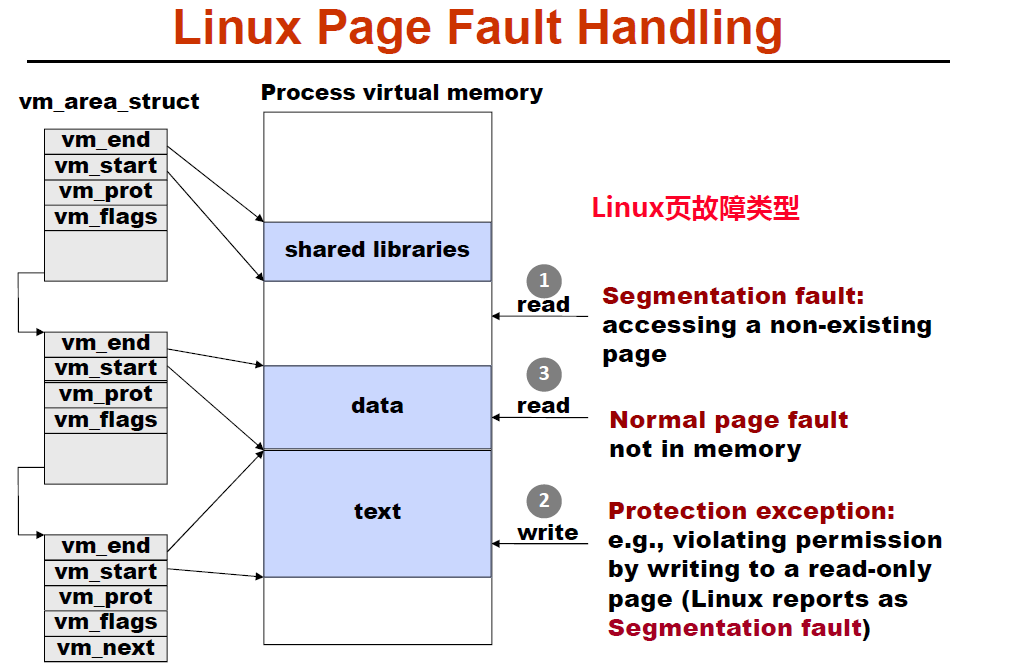 Linux Page Fault Handling
vm_area_struct
Process virtual memory
vm_end
vm_start
vm_prot
vm_flags
shared libraries
Linux页故障类型
1
read
Segmentation fault:
accessing a non-existing
page
vm_end
vm_start
vm_prot
vm_flags
data
3
read
Normal page fault
not in memory
text
2
write
Protection exception:
e.g., violating permission
by writing to a read-only
page (Linux reports as
Segmentation fault)
vm_end
vm_start
vm_prot
vm_flags
vm_next